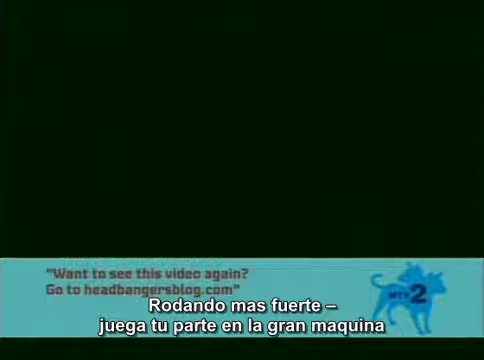 "Want to see this video again?
Go to headbangersblog.com"
MTV2
Rodando mas fuerte –
juega tu parte en la gran maquina